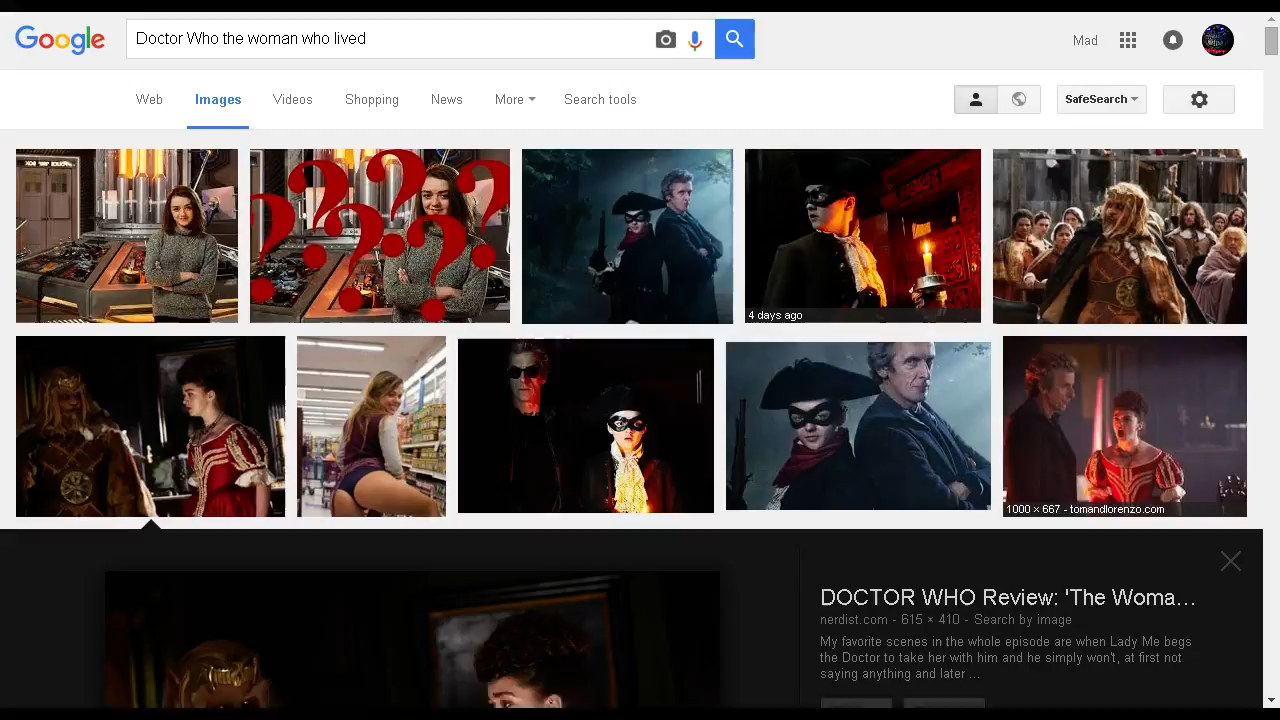 Google
Doctor Who the woman who lived
Mad
Web Images Videos Shopping News More Search tools
SafeSearch
4 days ago
1000 × 667 - tomandlorenzo.com
DOCTOR WHO Review: 'The Woma...
nerdist.com - 615 × 410 - Search by image
My favorite scenes in the whole episode are when Lady Me begs
the Doctor to take her with him and he simply won't, at first not
saying anything and later ...